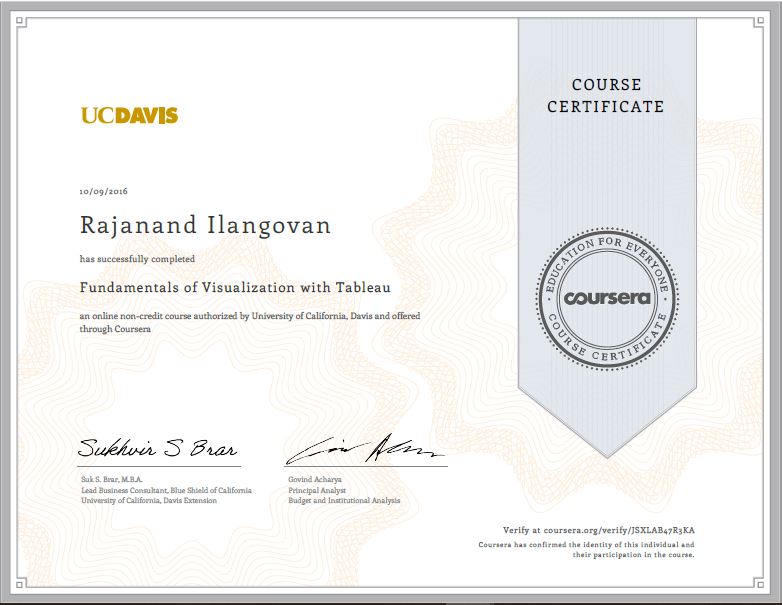 UCDAVIS
10/09/2016
Rajanand Ilangovan
has successfully completed
Fundamentals of Visualization with Tableau
an online non-credit course authorized by University of California, Davis and offered
through Coursera
COURSE
CERTIFICATE
EDUCATION FOR EVERYONE
coursera
COURSE CERTIFICATE
Sukhvir S Brar
Suk S. Brar, M.B.A.
Lead Business Consultant, Blue Shield of California
University of California, Davis Extension
Govind Acharya
Principal Analyst
Budget and Institutional Analysis
Verify at coursera.org/verify/JSXLAB47R3KA
Coursera has confirmed the identity of this individual and
their participation in the course.